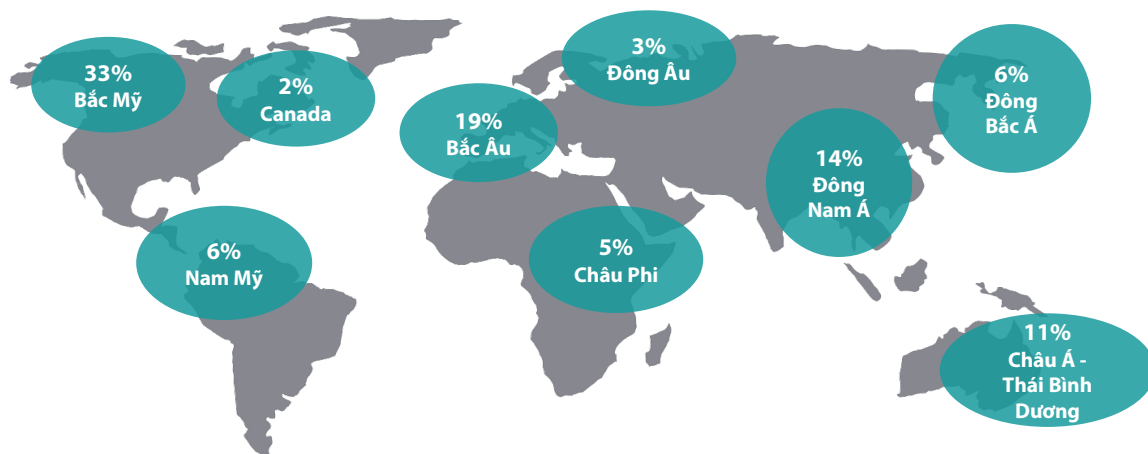 33%
Bắc Mỹ
2%
Canada
3%
Đông Âu
6%
Đông
Bắc Á
19%
Bắc Âu
14%
Đông
Nam Á
6%
Nam Mỹ
5%
Châu Phi
11%
Châu Á -
Thái Bình
Dương